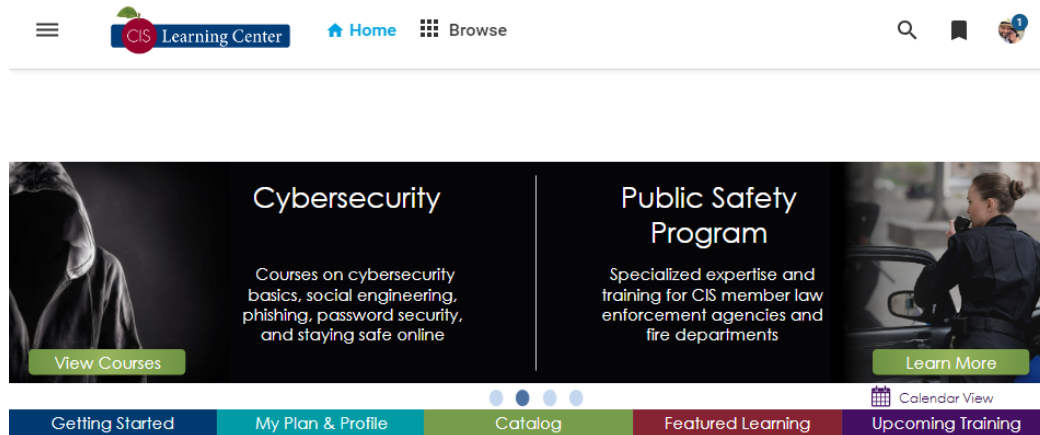 CIS Learning Center
Home
Browse
1
Cybersecurity
Courses on cybersecurity
basics, social engineering,
phishing, password security,
and staying safe online
View Courses
Public Safety
Program
Specialized expertise and
training for CIS member law
enforcement agencies and
fire departments
Learn More
Calendar View
Getting Started
My Plan & Profile
Catalog
Featured Learning
Upcoming Training